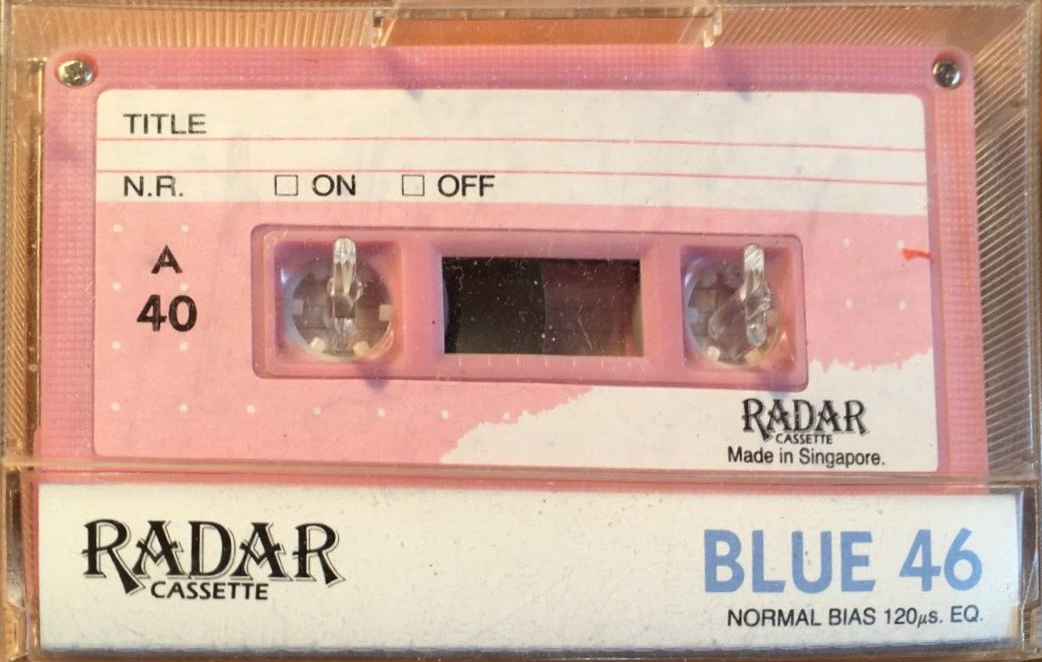 TITLE
N.R. ☐ ON ☐ OFF
A
40
RADAR
CASSETTE
Made in Singapore.
RADAR
CASSETTE
BLUE 46
NORMAL BIAS 120µs. EQ.